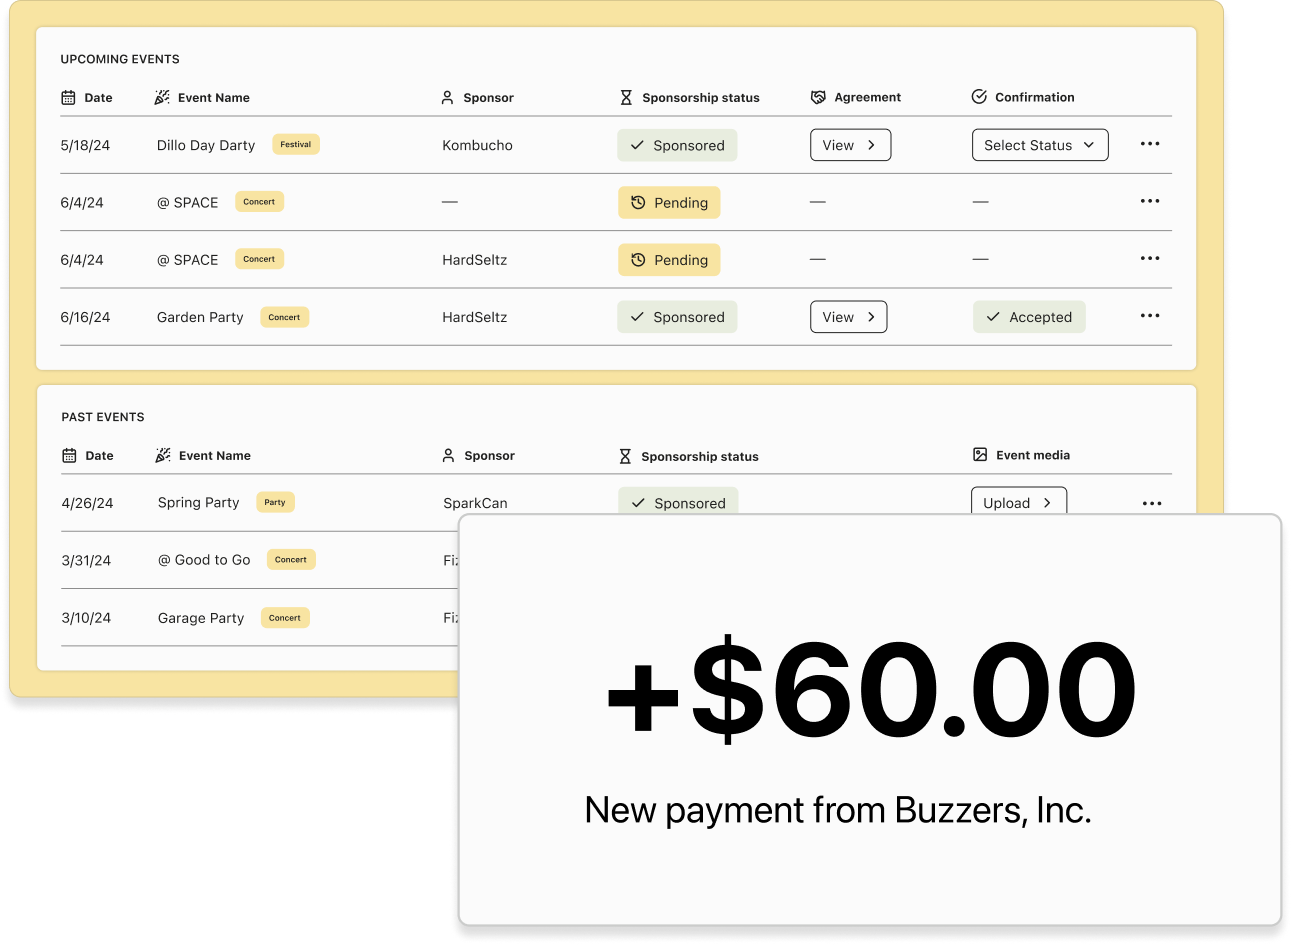 UPCOMING EVENTS
Date Event Name Sponsor Sponsorship status Agreement Confirmation
5/18/24 Dillo Day Darty Festival Kombucho Sponsored View Select Status
6/4/24 @ SPACE Concert — Pending — —
6/4/24 @ SPACE Concert HardSeltz Pending — —
6/16/24 Garden Party Concert HardSeltz Sponsored View Accepted
PAST EVENTS
Date Event Name Sponsor Sponsorship status Event media
4/26/24 Spring Party Party SparkCan Sponsored Upload
3/31/24 @ Good to Go Concert
3/10/24 Garage Party Concert
+$60.00
New payment from Buzzers, Inc.